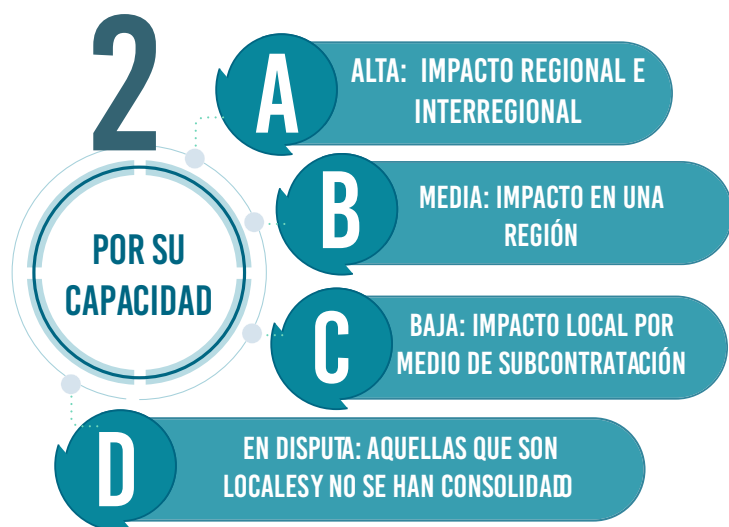 2
POR SU
CAPACIDAD
A
ALTA: IMPACTO REGIONAL E
INTERREGIONAL
B
MEDIA: IMPACTO EN UNA
REGIÓN
C
BAJA: IMPACTO LOCAL POR
MEDIO DE SUBCONTRATACIÓN
D
EN DISPUTA: AQUELLAS QUE SON
LOCALES Y NO SE HAN CONSOLIDADO